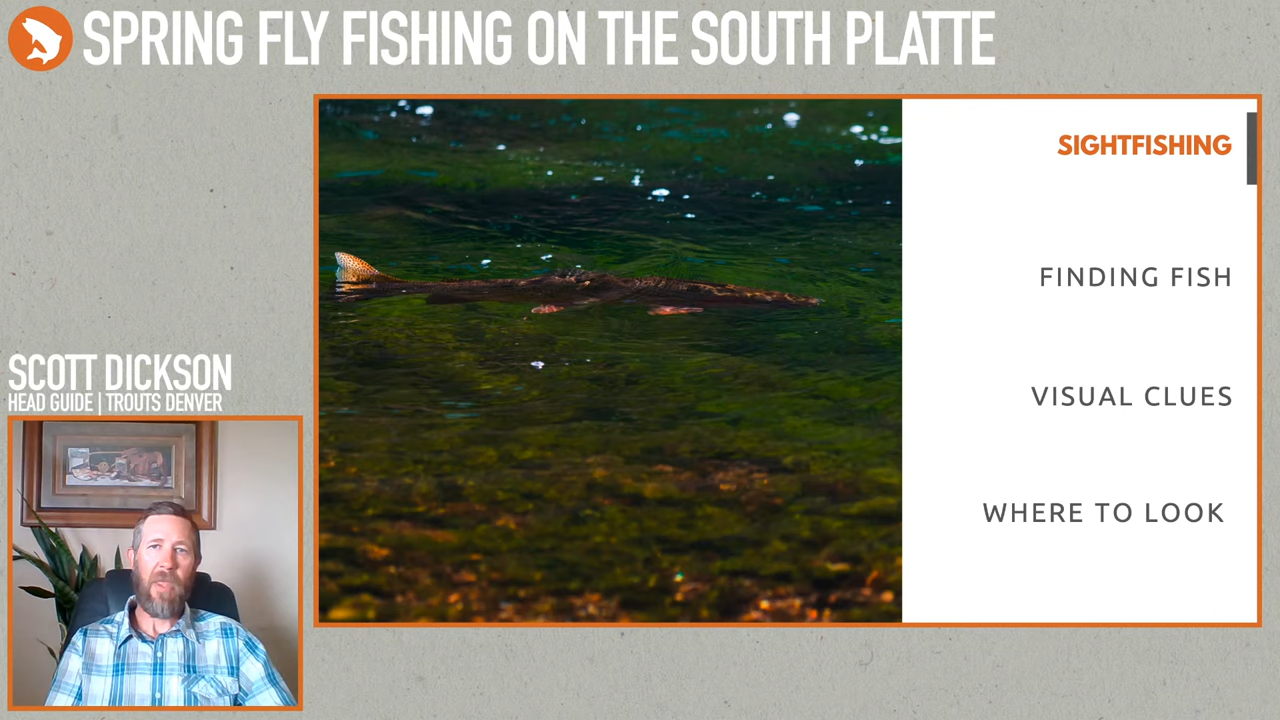 SPRING FLY FISHING ON THE SOUTH PLATTE
SIGHTFISHING
FINDING FISH
VISUAL CLUES
WHERE TO LOOK
SCOTT DICKSON
HEAD GUIDE | TROUTS DENVER